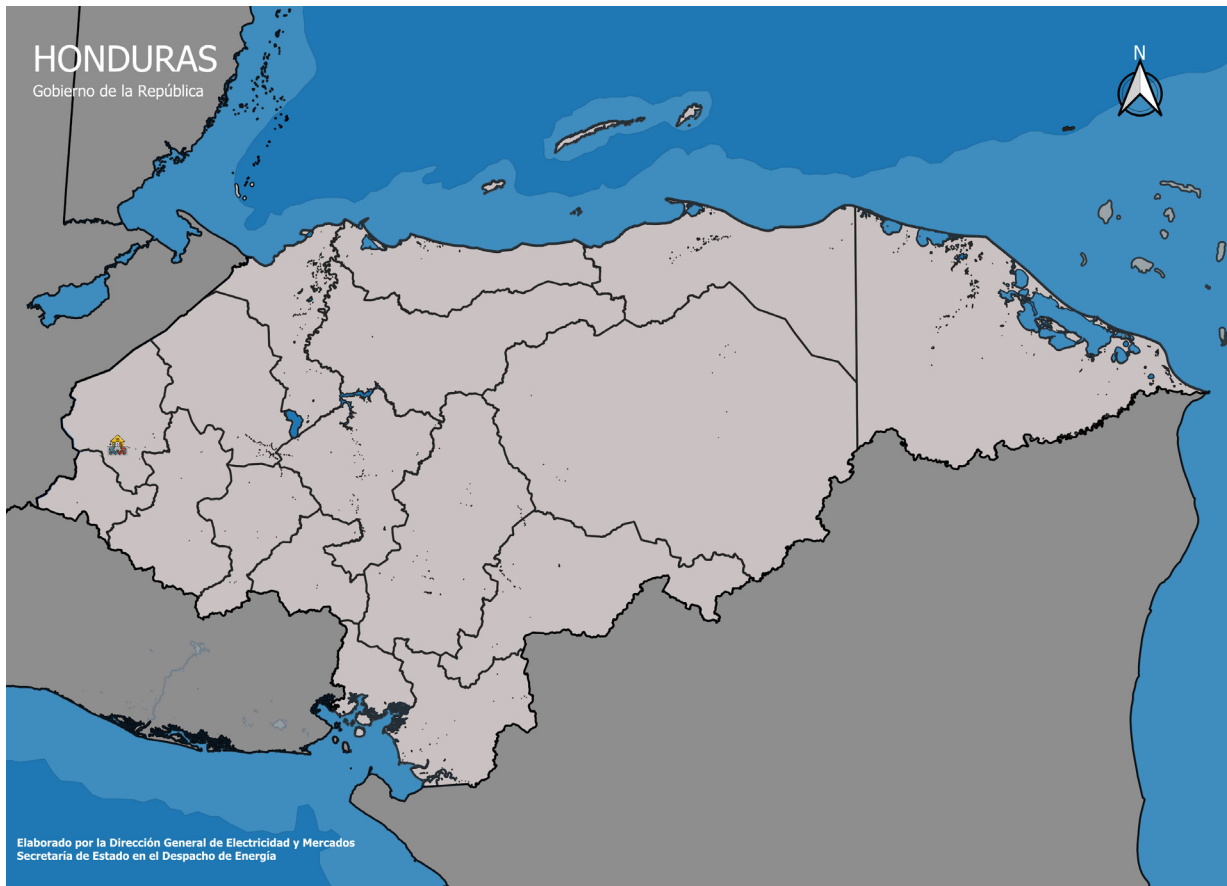 HONDURAS
Gobierno de la República
N
Elaborado por la Dirección General de Electricidad y Mercados
Secretaría de Estado en el Despacho de Energía